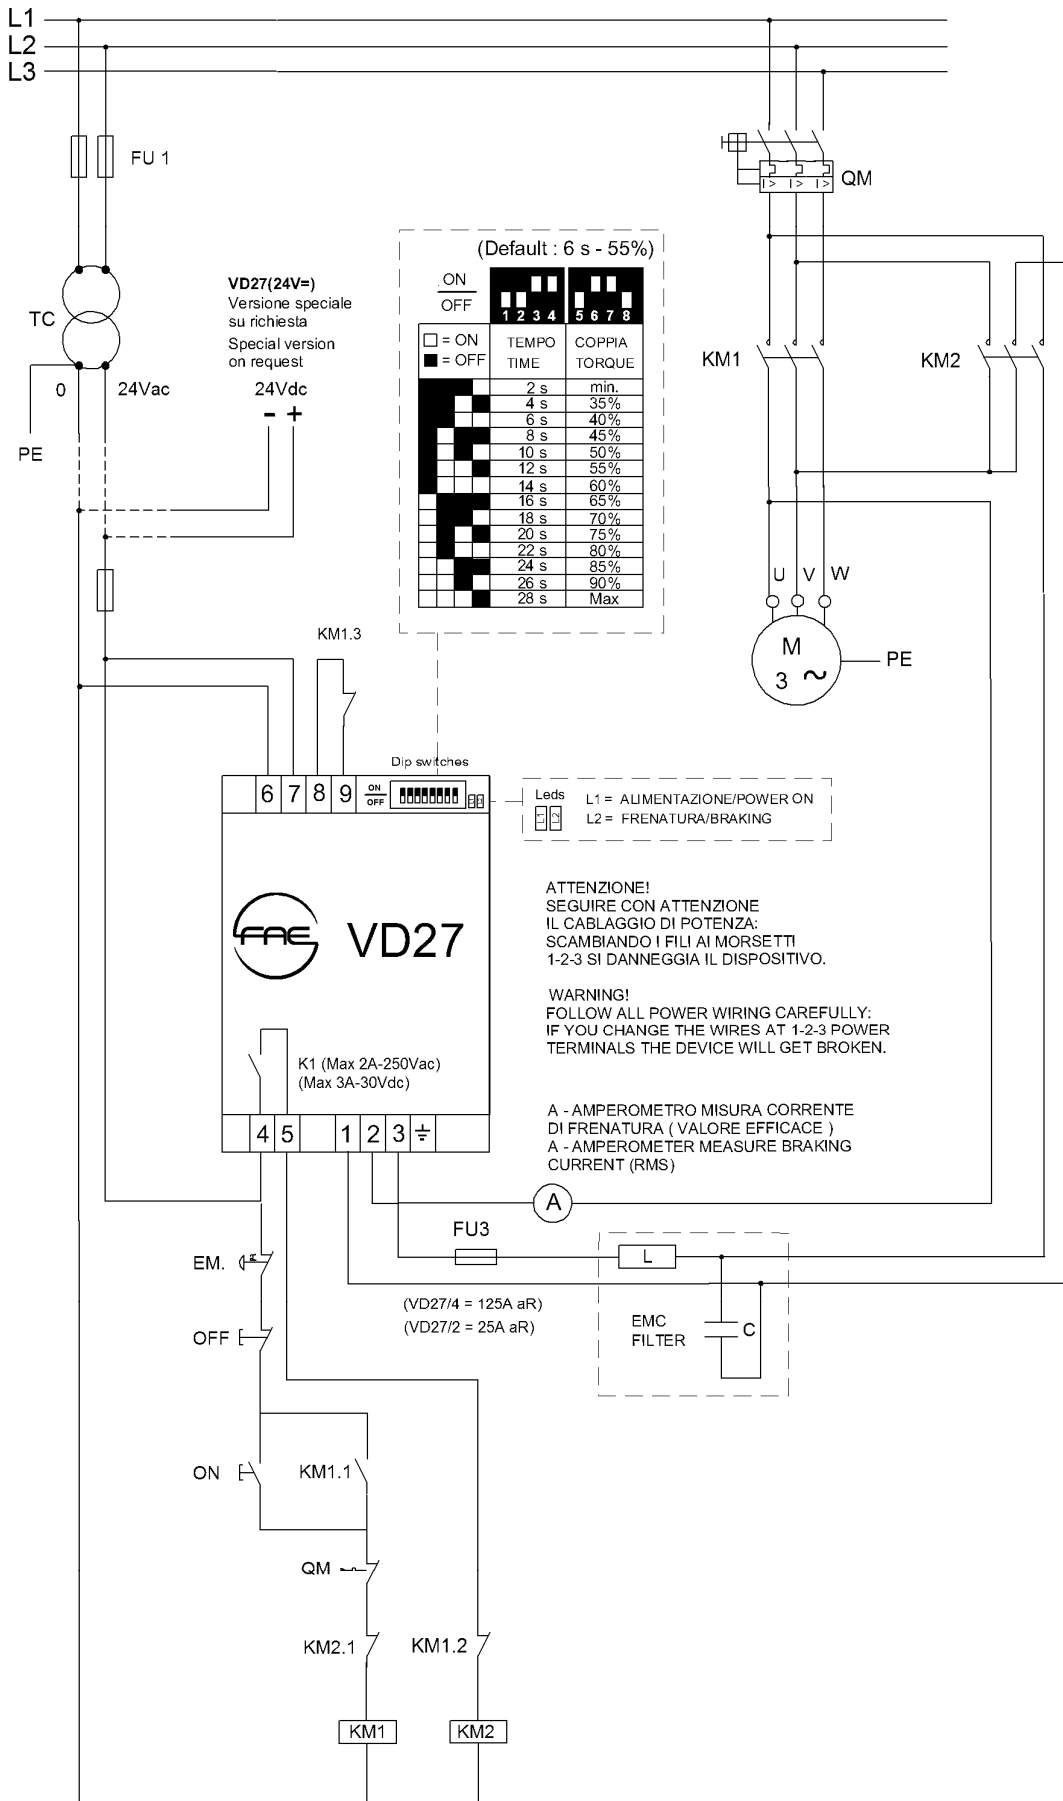 L1
L2
L3
FU 1
QM
TC
0
24Vac
PE
VD27(24V=)
Versione speciale
su richiesta
Special version
on request
24Vdc
- +
(Default : 6 s - 55%)
ON
OFF
1 2 3 4
5 6 7 8
= ON
= OFF
TEMPO
TIME
COPPIA
TORQUE
2 s min.
4 s 35%
6 s 40%
8 s 45%
10 s 50%
12 s 55%
14 s 60%
16 s 65%
18 s 70%
20 s 75%
22 s 80%
24 s 85%
26 s 90%
28 s Max
KM1
KM2
U V W
M
3 ~
PE
KM1.3
Dip switches
6 7 8 9
ON
OFF
Leds
L1
L2
L1 = ALIMENTAZIONE/POWER ON
L2 = FRENATURA/BRAKING
FAE
VD27
K1 (Max 2A-250Vac)
(Max 3A-30Vdc)
4 5 1 2 3
ATTENZIONE!
SEGUIRE CON ATTENZIONE
IL CABLAGGIO DI POTENZA:
SCAMBIANDO I FILI AI MORSETTI
1-2-3 SI DANNEGGIA IL DISPOSITIVO.
WARNING!
FOLLOW ALL POWER WIRING CAREFULLY:
IF YOU CHANGE THE WIRES AT 1-2-3 POWER
TERMINALS THE DEVICE WILL GET BROKEN.
A - AMPEROMETRO MISURA CORRENTE
DI FRENATURA ( VALORE EFFICACE )
A - AMPEROMETER MEASURE BRAKING
CURRENT (RMS)
A
FU3
L
(VD27/4 = 125A aR)
(VD27/2 = 25A aR)
EMC
FILTER
C
EM.
OFF
ON
KM1.1
QM
KM2.1
KM1.2
KM1
KM2
I> I> I>